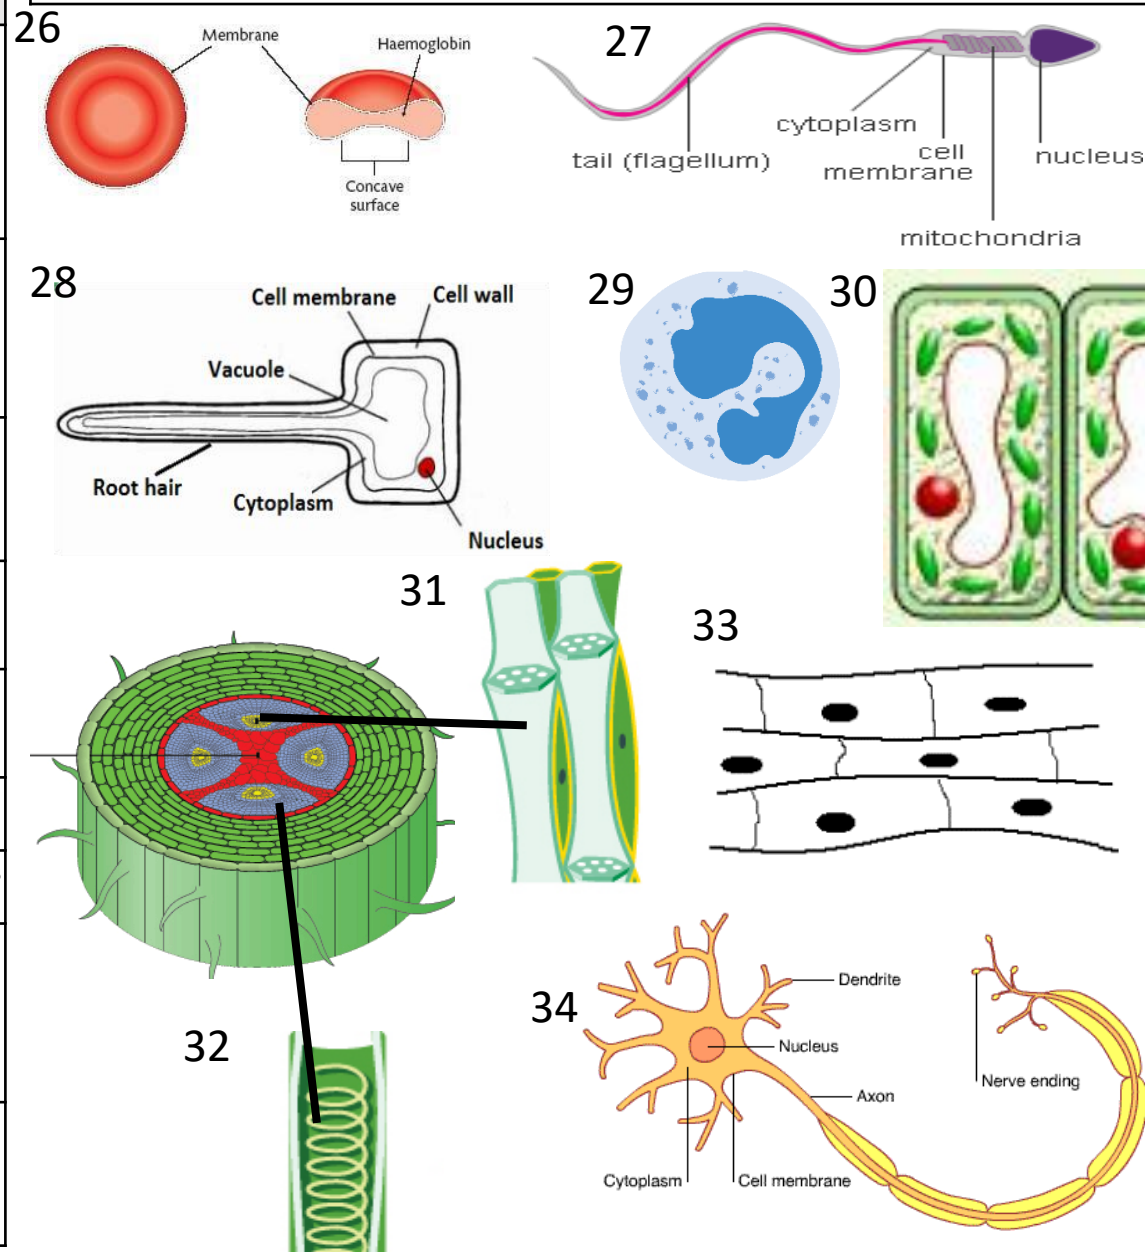 26
Membrane
Haemoglobin
Concave
surface
27
cytoplasm
tail (flagellum)
cell
membrane
nucleus
mitochondria
28
Cell membrane
Cell wall
Vacuole
Root hair
Cytoplasm
Nucleus
29
30
31
33
32
34
Dendrite
Nucleus
Axon
Nerve ending
Cytoplasm
Cell membrane